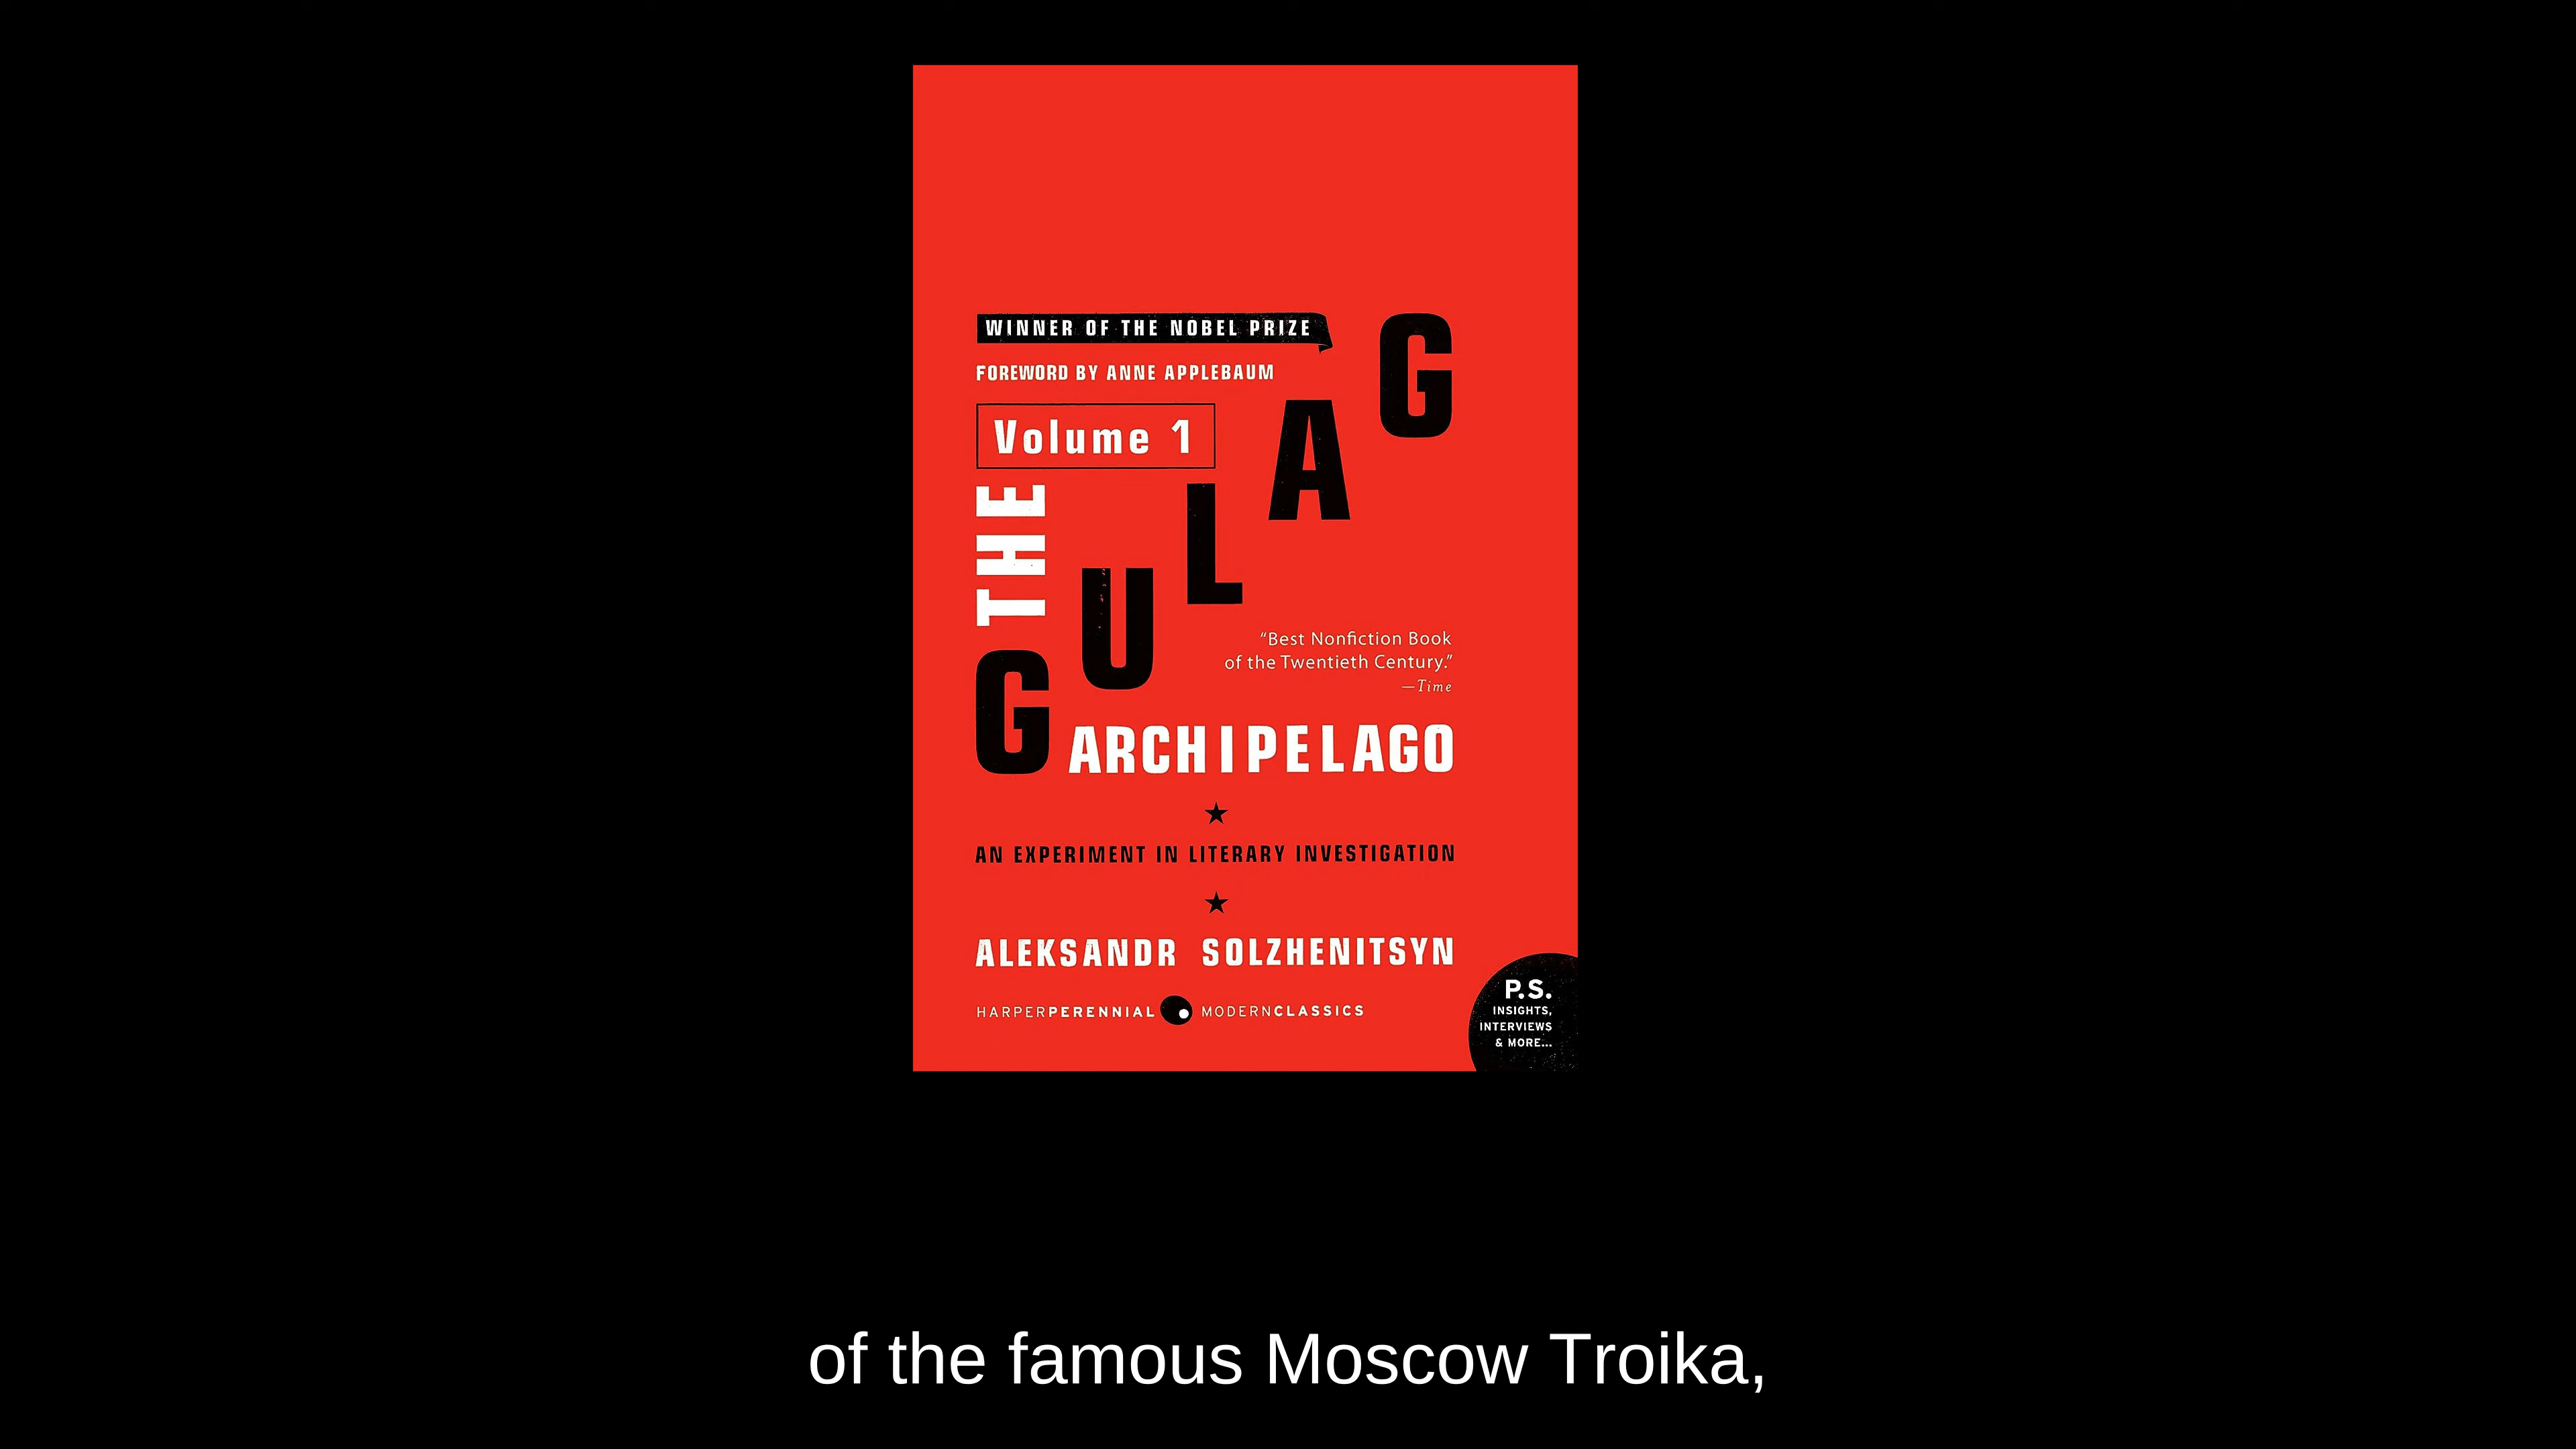 WINNER OF THE NOBEL PRIZE
FOREWORD BY ANNE APPLEBAUM
Volume 1
THE
GULAG
"Best Nonfiction Book
of the Twentieth Century."
—Time
ARCHIPELAGO
AN EXPERIMENT IN LITERARY INVESTIGATION
ALEKSANDR SOLZHENITSYN
HARPERPERENNIAL MODERNCLASSICS
P.S.
INSIGHTS,
INTERVIEWS
& MORE...
of the famous Moscow Troika,